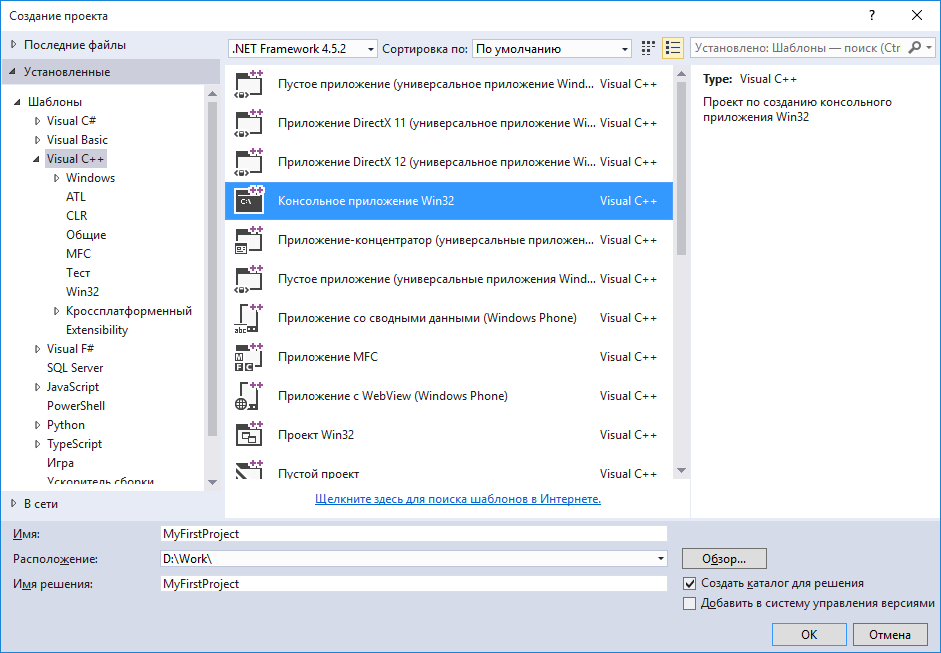 Создание проекта
?
Последние файлы
.NET Framework 4.5.2
Сортировка по:
По умолчанию
Установлено: Шаблоны — поиск (Ctr
Установленные
Шаблоны
Visual C#
Visual Basic
Visual C++
Windows
ATL
CLR
Общие
MFC
Тест
Win32
Кроссплатформенный
Extensibility
Visual F#
SQL Server
JavaScript
PowerShell
Python
TypeScript
Игра
Ускоритель сборки
В сети
Пустое приложение (универсальное приложение Wind... Visual C++
Приложение DirectX 11 (универсальное приложение Wi... Visual C++
Приложение DirectX 12 (универсальное приложение Wi... Visual C++
Консольное приложение Win32 Visual C++
Приложение-концентратор (универсальные приложен... Visual C++
Пустое приложение (универсальные приложения Wind... Visual C++
Приложение со сводными данными (Windows Phone) Visual C++
Приложение MFC Visual C++
Приложение с WebView (Windows Phone) Visual C++
Проект Win32 Visual C++
Пустой проект Visual C++
Щелкните здесь для поиска шаблонов в Интернете.
Type: Visual C++
Проект по созданию консольного
приложения Win32
Имя: MyFirstProject
Расположение: D:\Work\
Обзор...
Имя решения: MyFirstProject
Создать каталог для решения
Добавить в систему управления версиями
ОК
Отмена